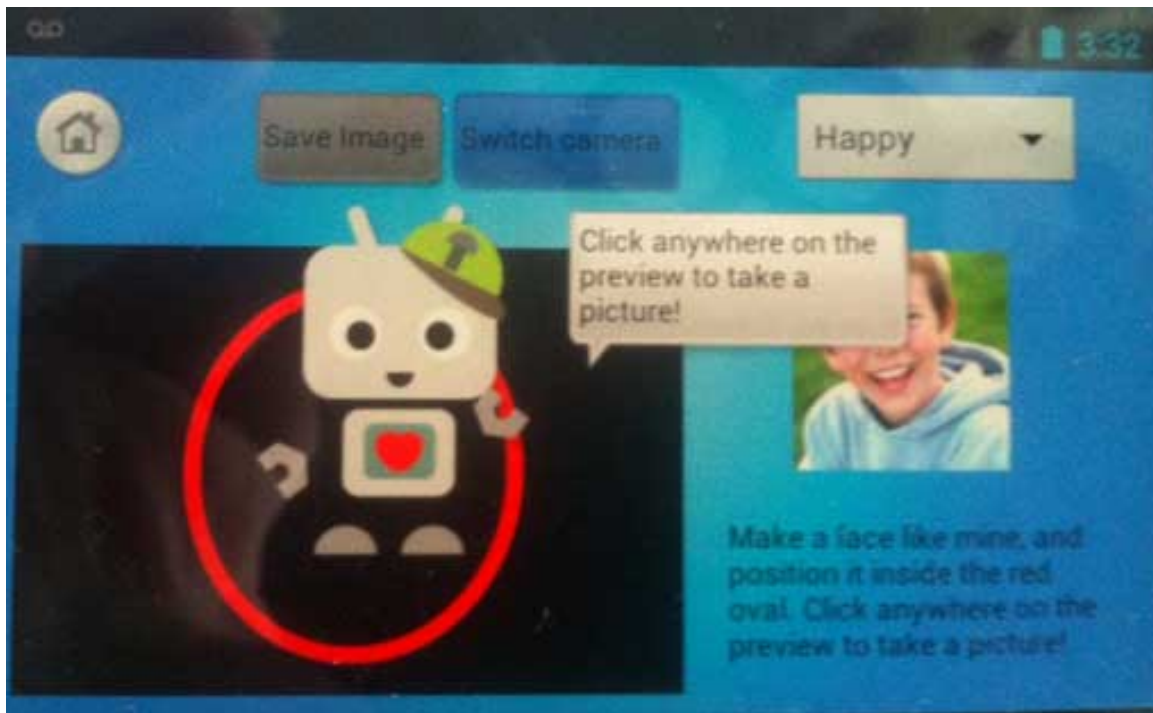 3:32
Save Image
Switch camera
Happy
Click anywhere on the
preview to take a
picture!
Make a face like mine, and
position it inside the red
oval. Click anywhere on the
preview to take a picture!